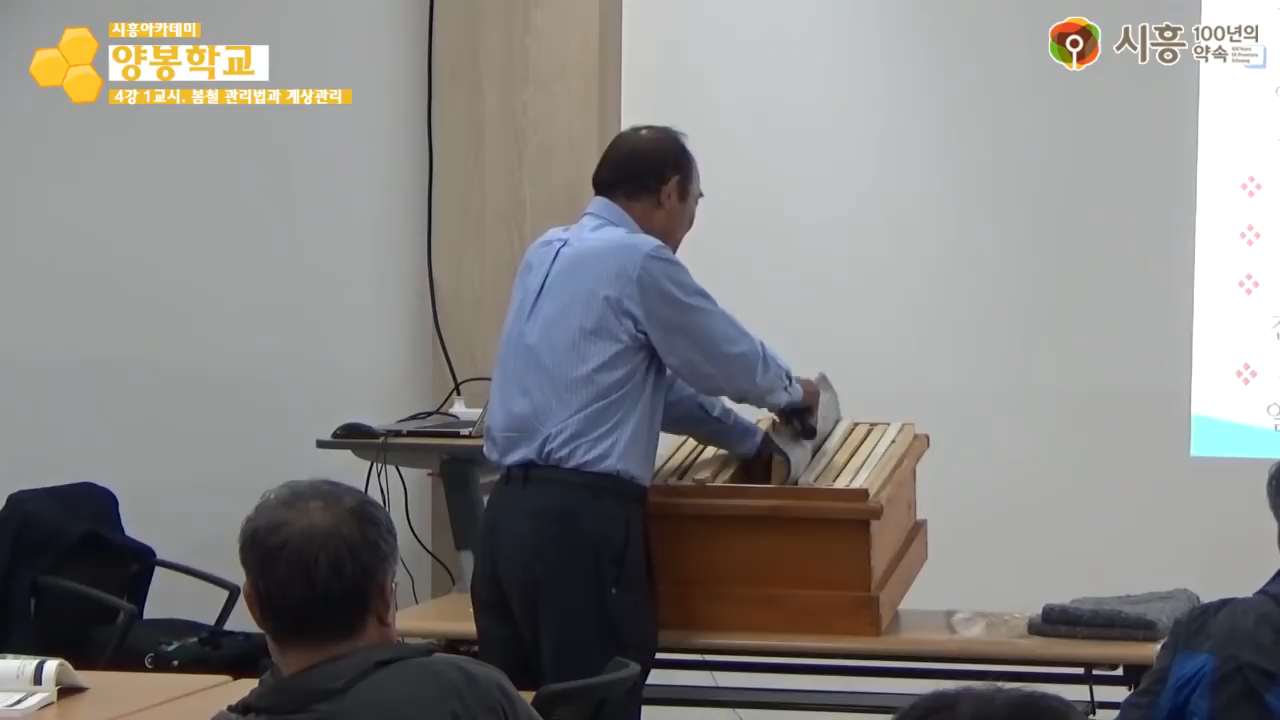 시흥아카데미
양봉학교
4강 1교시. 봄철 관리법과 계상관리
시흥
100년의
약속